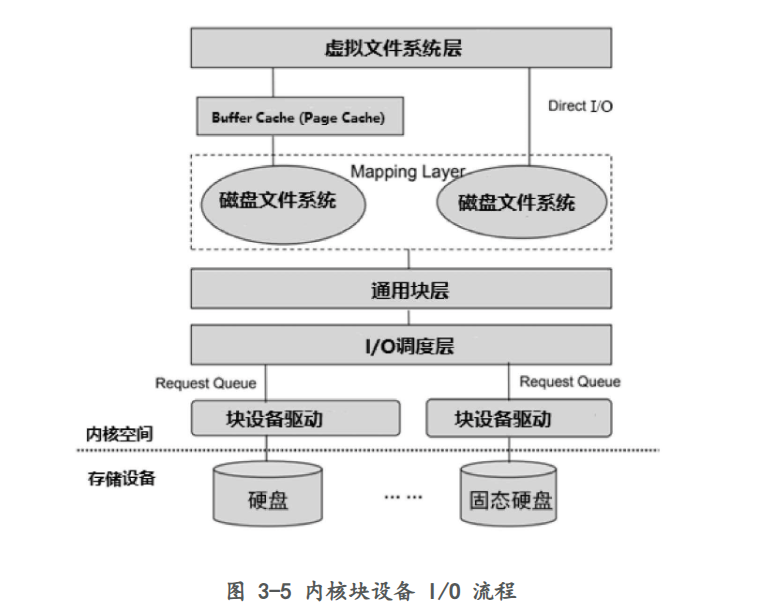 虚拟文件系统层
Direct I/O
Buffer Cache (Page Cache)
Mapping Layer
磁盘文件系统
磁盘文件系统
通用块层
I/O调度层
Request Queue
Request Queue
块设备驱动
块设备驱动
内核空间
存储设备
硬盘
... ...
固态硬盘
图 3-5 内核块设备 I/O 流程